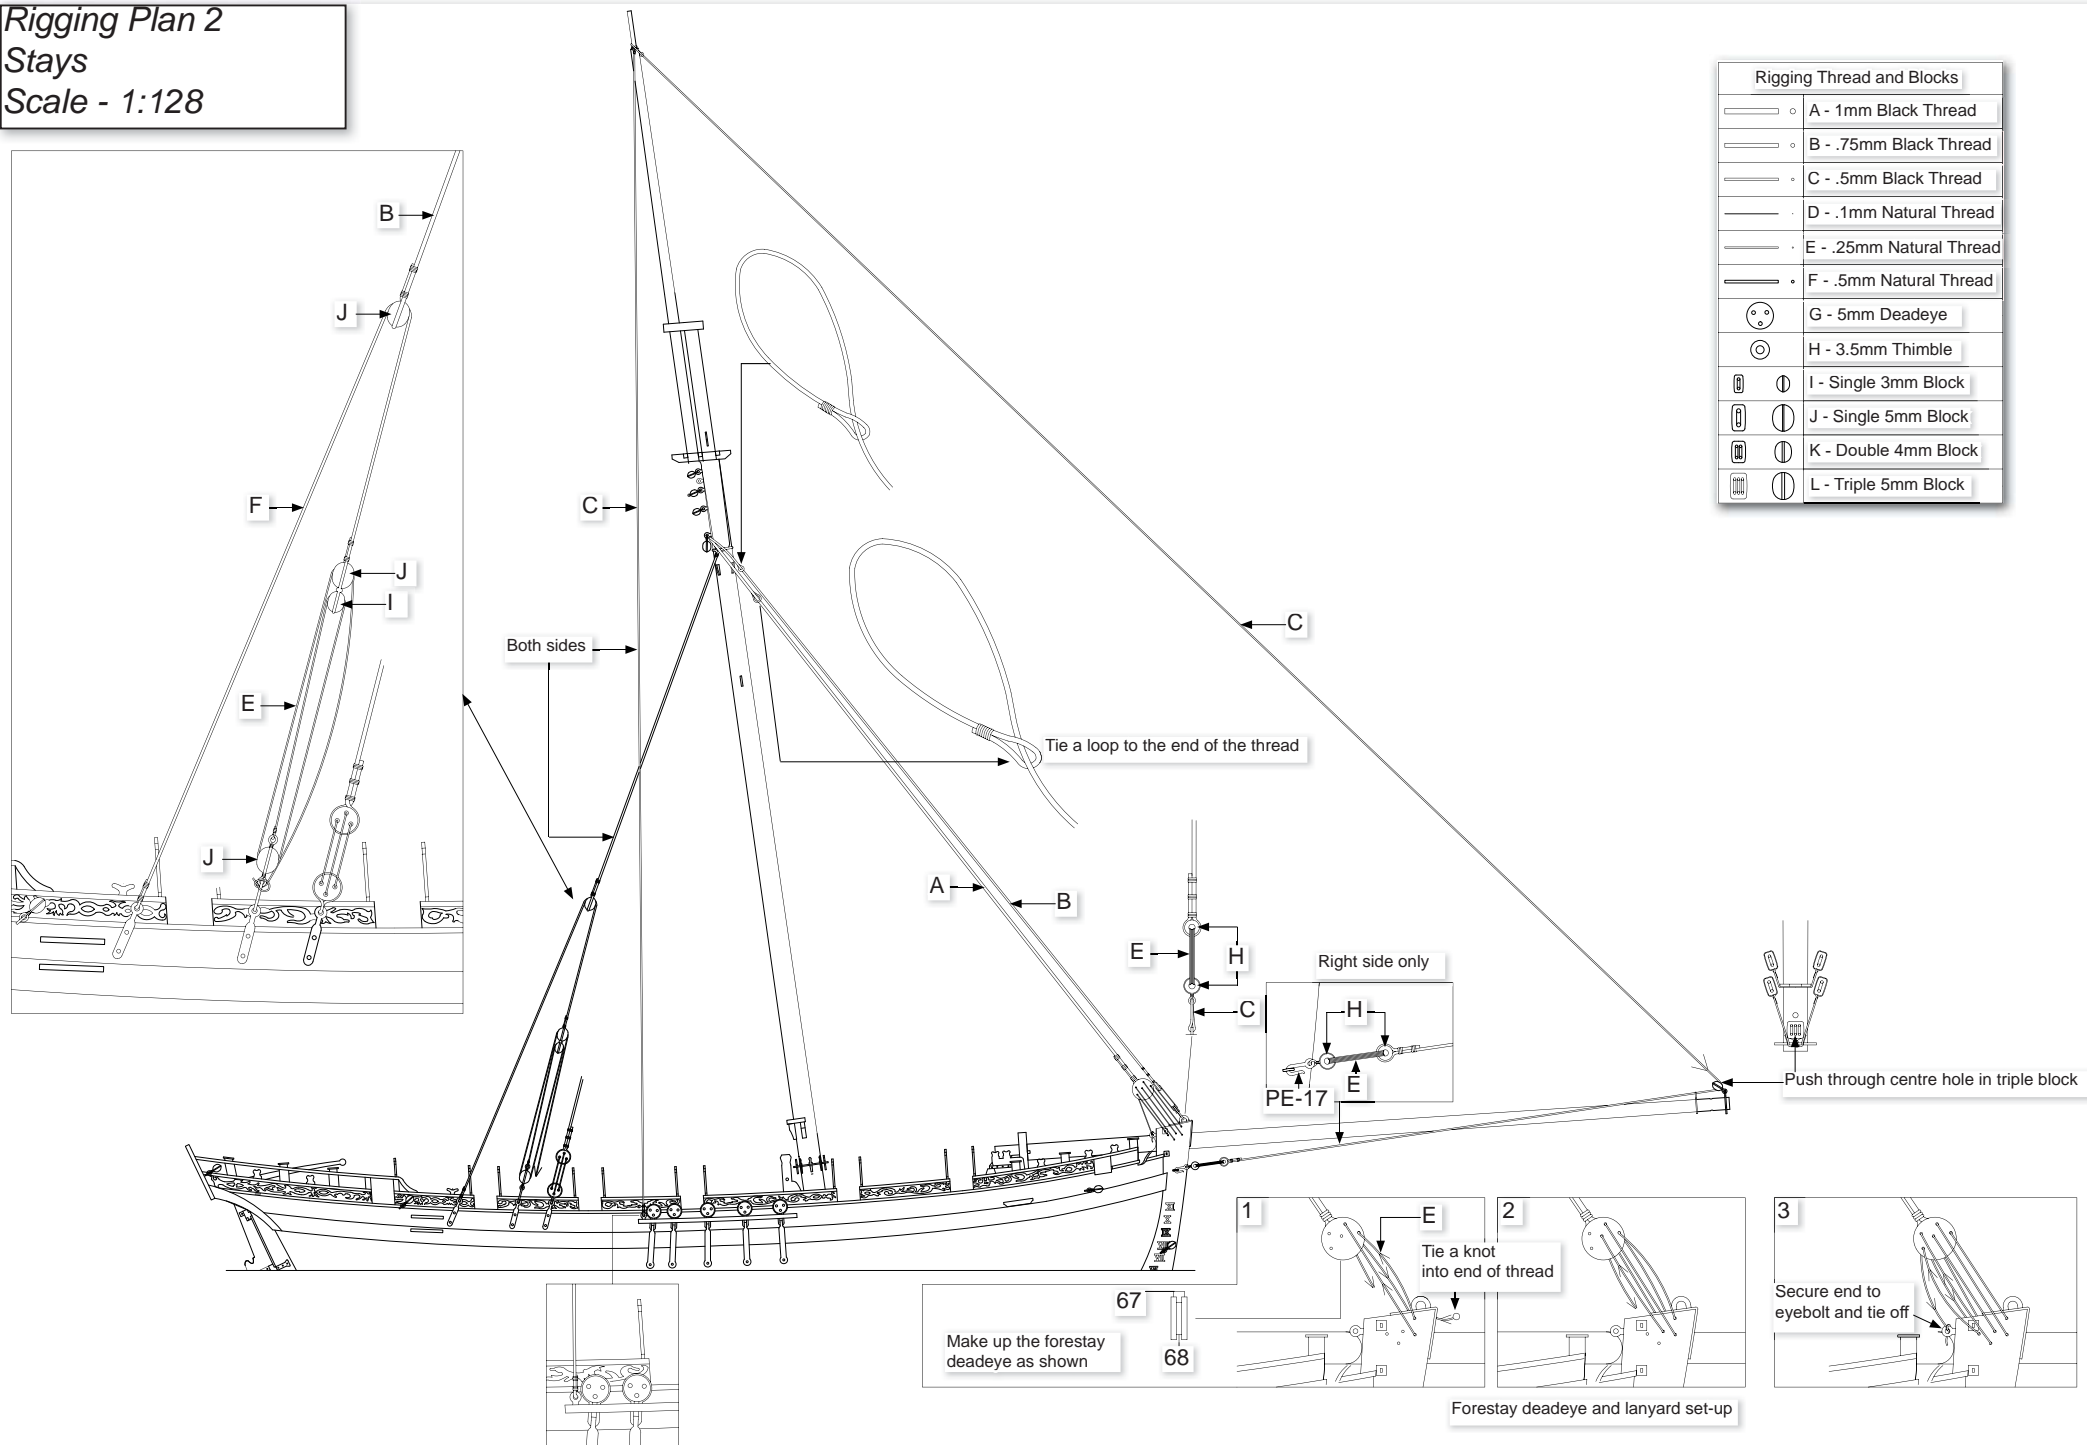 Rigging Plan 2
Stays
Scale - 1:128
Rigging Thread and Blocks
A - 1mm Black Thread
B - .75mm Black Thread
C - .5mm Black Thread
D - .1mm Natural Thread
E - .25mm Natural Thread
F - .5mm Natural Thread
G - 5mm Deadeye
H - 3.5mm Thimble
I - Single 3mm Block
J - Single 5mm Block
K - Double 4mm Block
L - Triple 5mm Block
B
J
F
J
I
E
J
C
Both sides
C
Tie a loop to the end of the thread
A
B
E
H
C
Right side only
H
E
PE-17
Push through centre hole in triple block
67
68
Make up the forestay
deadeye as shown
1
E
Tie a knot
into end of thread
2
3
Secure end to
eyebolt and tie off
Forestay deadeye and lanyard set-up